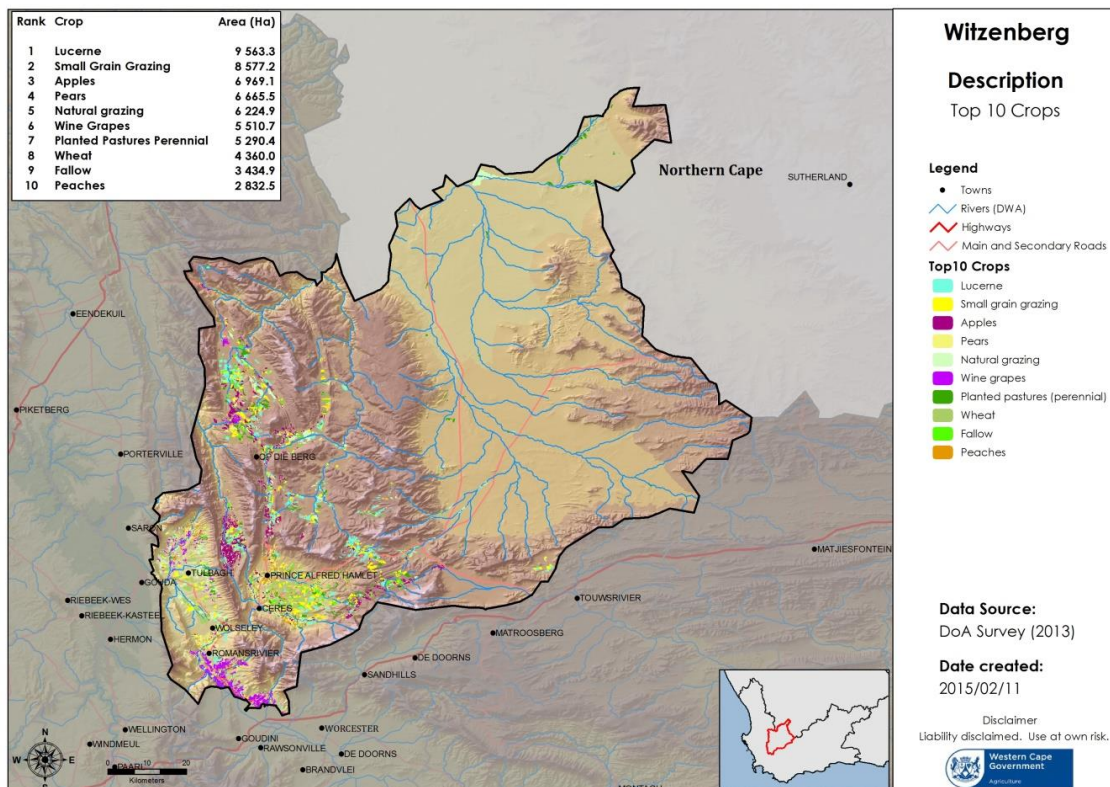 Rank Crop Area (Ha)
1 Lucerne 9 563.3
2 Small Grain Grazing 8 577.2
3 Apples 6 969.1
4 Pears 6 665.5
5 Natural grazing 6 224.9
6 Wine Grapes 5 510.7
7 Planted Pastures Perennial 5 290.4
8 Wheat 4 360.0
9 Fallow 3 434.9
10 Peaches 2 832.5
Northern Cape
SUTHERLAND
EENDEKUIL
PIKETBERG
PORTERVILLE
OP DIE BERG
SARON
MATJIESFONTEIN
TULBAGH
PRINCE ALFRED HAMLET
GOUDA
RIEBEEK-WES
TOUWSRIVIER
CERES
RIEBEEK-KASTEEL
WOLSELEY
MATROOSBERG
HERMON
ROMANSRIVIER
DE DOORNS
SANDHILLS
WELLINGTON
WORCESTER
WINDMEUL
GOUDINI
RAWSONVILLE
DE DOORNS
PAARL
BRANDVLEI
MONTAGU
N
W E
S
10 0 20
Kilometers
Witzenberg
Description
Top 10 Crops
Legend
Towns
Rivers (DWA)
Highways
Main and Secondary Roads
Top10 Crops
Lucerne
Small grain grazing
Apples
Pears
Natural grazing
Wine grapes
Planted pastures (perennial)
Wheat
Fallow
Peaches
Data Source:
DoA Survey (2013)
Date created:
2015/02/11
Disclaimer
Liability disclaimed. Use at own risk.
Western Cape
Government
Agriculture